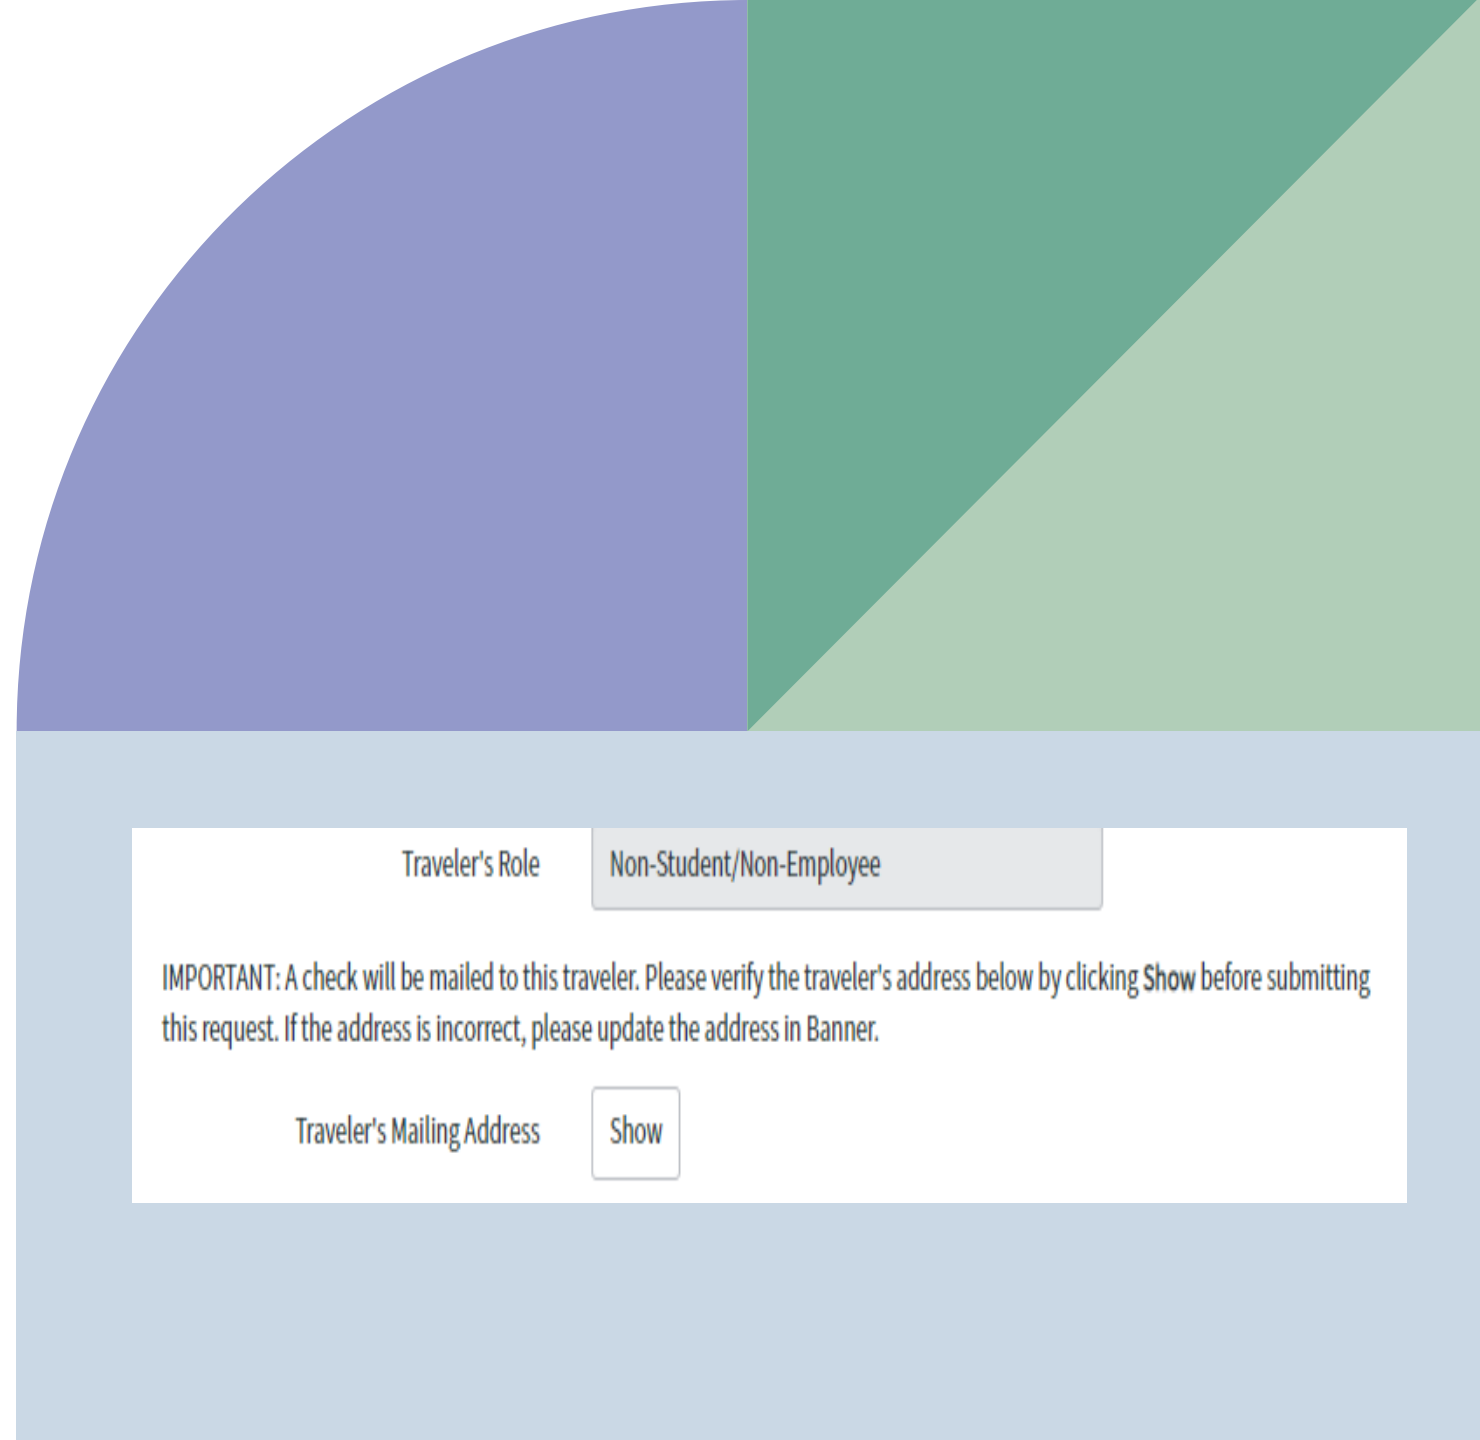 Traveler's Role Non-Student/Non-Employee
IMPORTANT: A check will be mailed to this traveler. Please verify the traveler's address below by clicking Show before submitting
this request. If the address is incorrect, please update the address in Banner.
Traveler's Mailing Address Show